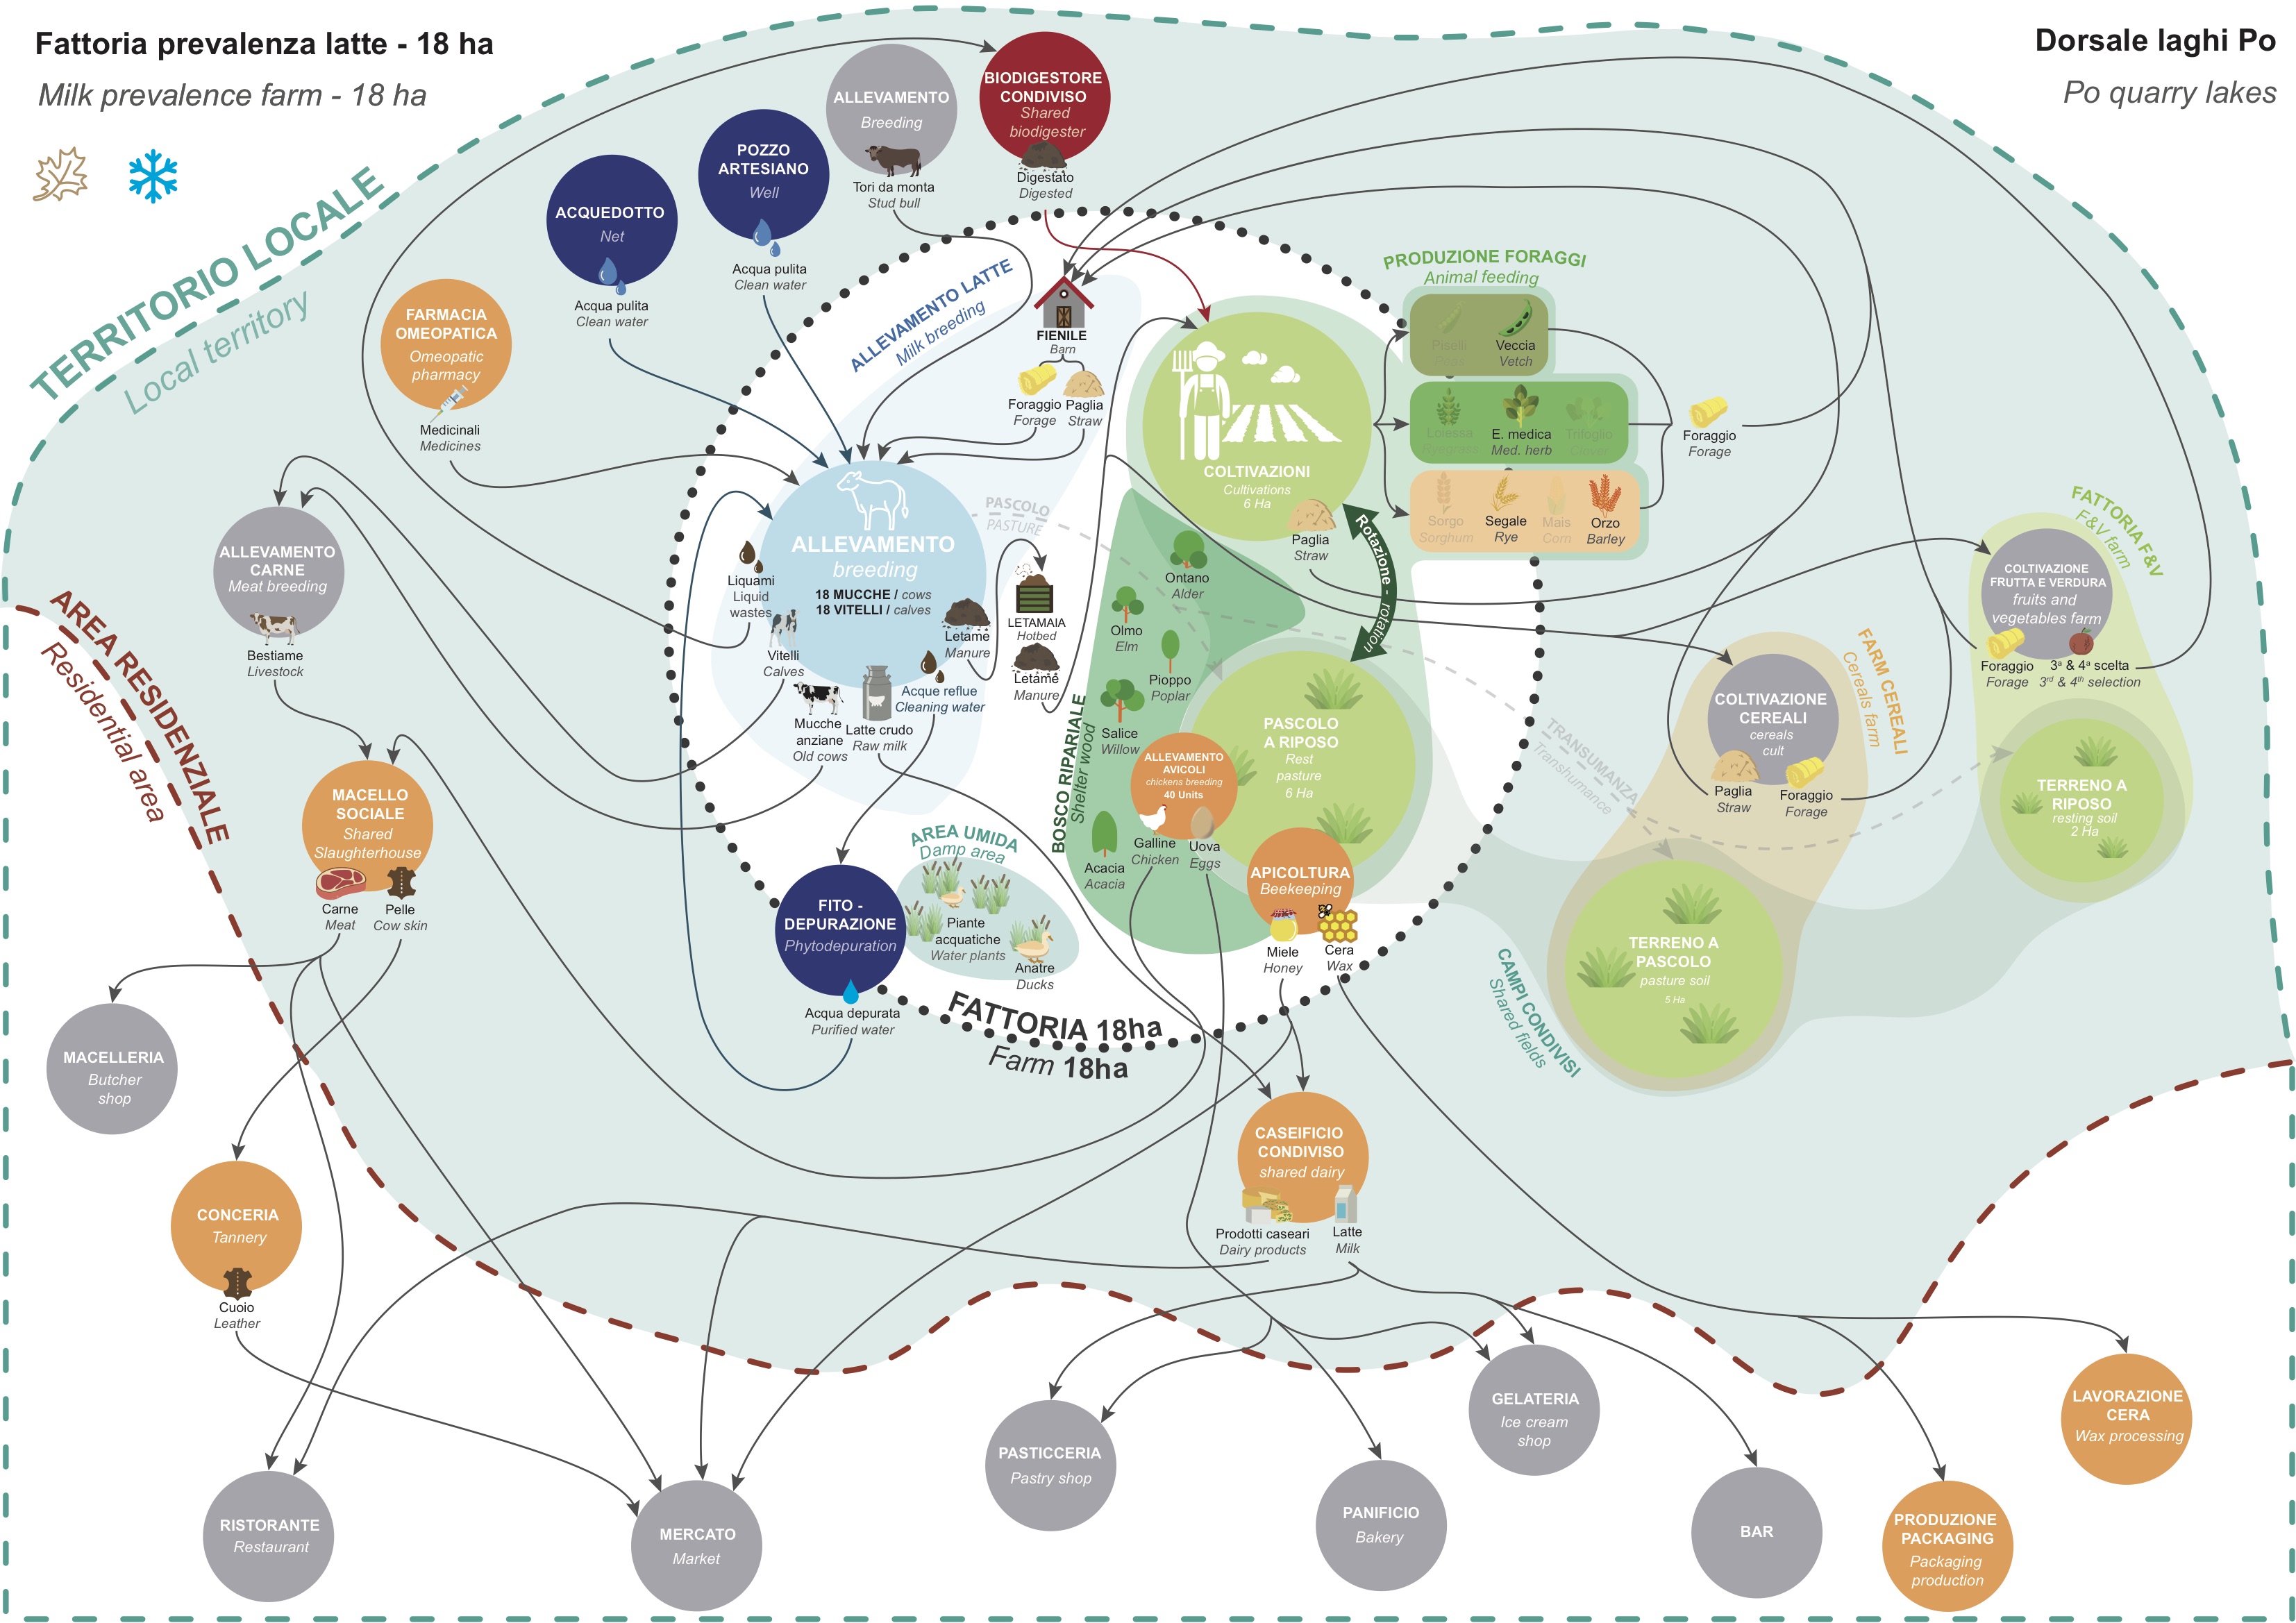 Fattoria prevalenza latte - 18 ha
Milk prevalence farm - 18 ha
Dorsale laghi Po
Po quarry lakes
TERRITORIO LOCALE
Local territory
AREA RESIDENZIALE
Residential area
BIODIGESTORE
CONDIVISO
Shared
biodigester
Digestato
Digested
ALLEVAMENTO
Breeding
Tori da monta
Stud bull
POZZO
ARTESIANO
Well
Acqua pulita
Clean water
ACQUEDOTTO
Net
Acqua pulita
Clean water
FARMACIA
OMEOPATICA
Omeopatic
pharmacy
Medicinali
Medicines
ALLEVAMENTO LATTE
Milk breeding
FIENILE
Barn
Foraggio
Forage
Paglia
Straw
COLTIVAZIONI
Cultivations
6 Ha
Paglia
Straw
PRODUZIONE FORAGGI
Animal feeding
Piselli
Peas
Veccia
Vetch
Loiessa
Ryegrass
E. medica
Med. herb
Trifoglio
Clover
Sorgo
Sorghum
Segale
Rye
Mais
Corn
Orzo
Barley
Foraggio
Forage
Rotazione - rotation
ALLEVAMENTO
CARNE
Meat breeding
Bestiame
Livestock
ALLEVAMENTO
breeding
18 MUCCHE / cows
18 VITELLI / calves
PASCOLO
PASTURE
Liquami
Liquid
wastes
Vitelli
Calves
Mucche
anziane
Old cows
Latte crudo
Raw milk
Acque reflue
Cleaning water
Letame
Manure
LETAMAIA
Hotbed
Letame
Manure
BOSCO RIPARIALE
Shelter wood
Ontano
Alder
Olmo
Elm
Pioppo
Poplar
Salice
Willow
Acacia
Acacia
PASCOLO
A RIPOSO
Rest
pasture
6 Ha
ALLEVAMENTO
AVICOLI
chickens breeding
40 Units
Galline
Chicken
Uova
Eggs
APICOLTURA
Beekeeping
Miele
Honey
Cera
Wax
FATTORIA F&V
F&V farm
COLTIVAZIONE
FRUTTA E VERDURA
fruits and
vegetables farm
Foraggio
Forage
3a & 4a scelta
3rd & 4th selection
TERRENO A
RIPOSO
resting soil
2 Ha
FARM CEREALI
Cereals farm
COLTIVAZIONE
CEREALI
cereals
cult
Paglia
Straw
Foraggio
Forage
TRANSUMANZA
Transhumance
TERRENO A
PASCOLO
pasture soil
5 Ha
CAMPI CONDIVISI
Shared fields
MACELLO
SOCIALE
Shared
Slaughterhouse
Carne
Meat
Pelle
Cow skin
AREA UMIDA
Damp area
Piante
acquatiche
Water plants
Anatre
Ducks
FITO -
DEPURAZIONE
Phytodepuration
Acqua depurata
Purified water
FATTORIA 18ha
Farm 18ha
MACELLERIA
Butcher
shop
CONCERIA
Tannery
Cuoio
Leather
CASEIFICIO
CONDIVISO
shared dairy
Prodotti caseari
Dairy products
Latte
Milk
RISTORANTE
Restaurant
MERCATO
Market
PASTICCERIA
Pastry shop
PANIFICIO
Bakery
GELATERIA
Ice cream
shop
BAR
PRODUZIONE
PACKAGING
Packaging
production
LAVORAZIONE
CERA
Wax processing